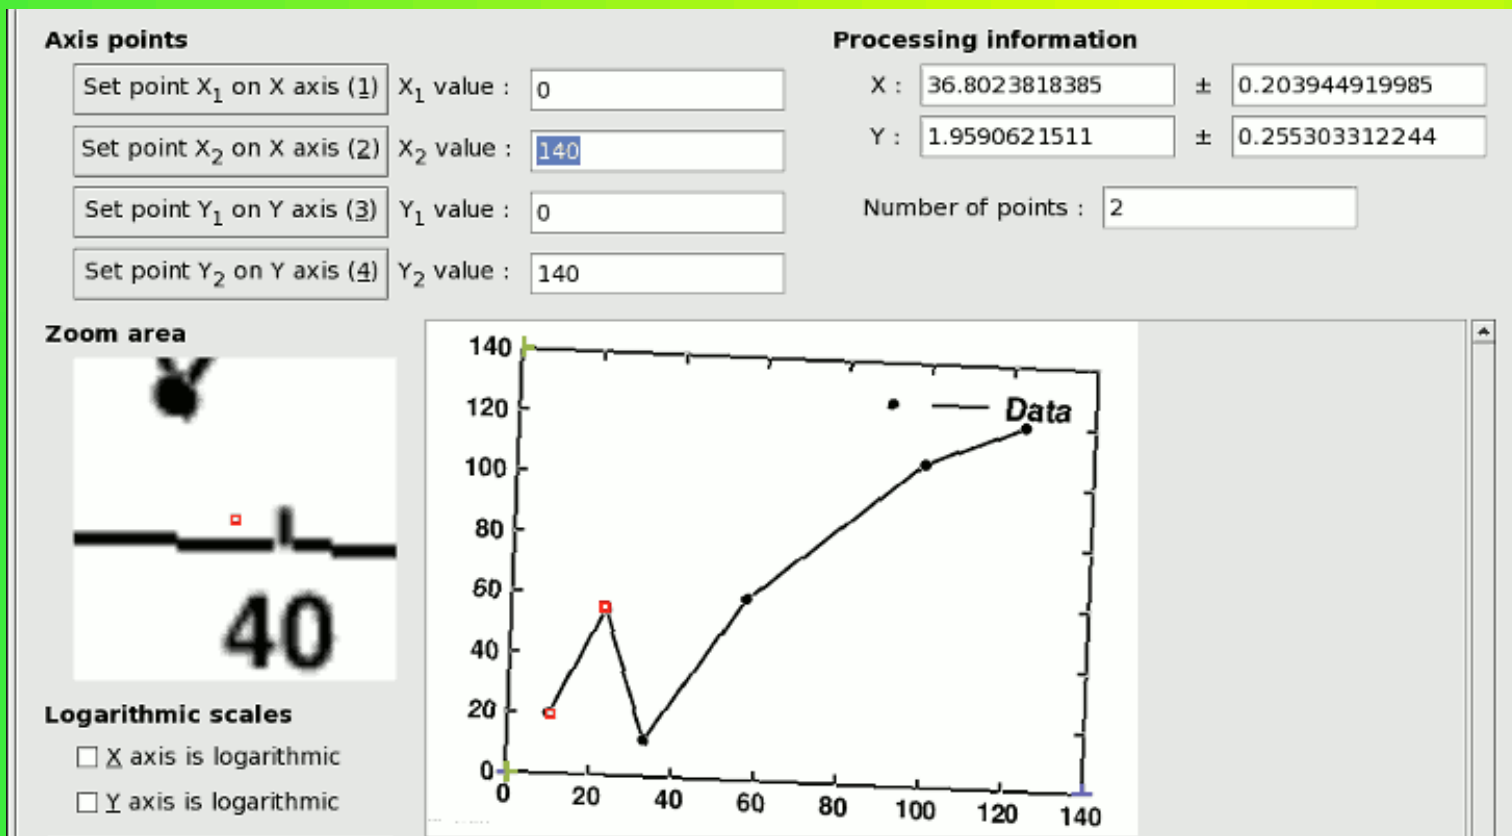 Axis points
Set point X1 on X axis (1) X1 value : 0
Set point X2 on X axis (2) X2 value : 140
Set point Y1 on Y axis (3) Y1 value : 0
Set point Y2 on Y axis (4) Y2 value : 140
Processing information
X : 36.8023818385 ± 0.203944919985
Y : 1.9590621511 ± 0.255303312244
Number of points : 2
Zoom area
40
Logarithmic scales
X axis is logarithmic
Y axis is logarithmic
140
120
100
80
60
40
20
0
Data
0 20 40 60 80 100 120 140